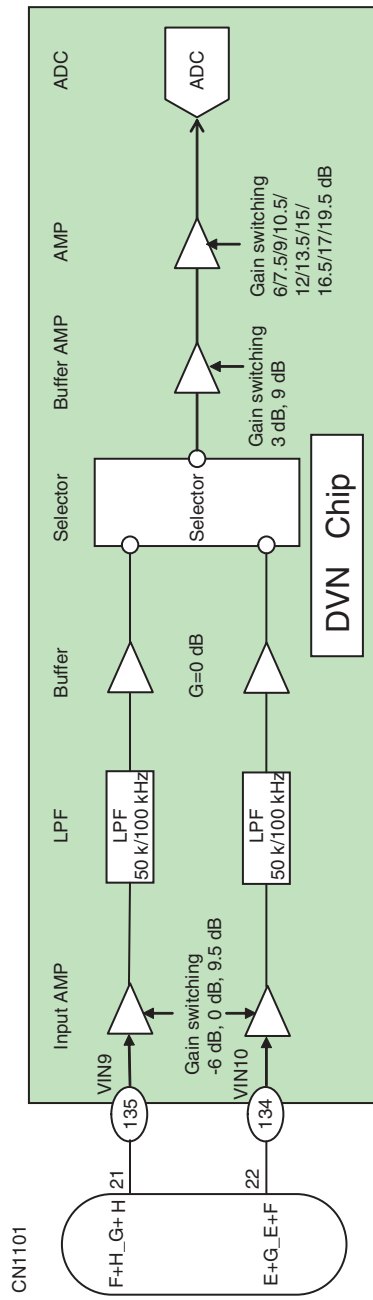 CN1101
F+H_G+ H
21
135
VIN9
E+G_E+F
22
134
VIN10
Input AMP
LPF
Buffer
Selector
Buffer AMP
AMP
ADC
Gain switching
-6 dB, 0 dB, 9.5 dB
LPF
50 k/100 kHz
LPF
50 k/100 kHz
G=0 dB
Selector
Gain switching
3 dB, 9 dB
Gain switching
6/7.5/9/10.5/
12/13.5/15/
16.5/17/19.5 dB
ADC
DVN Chip